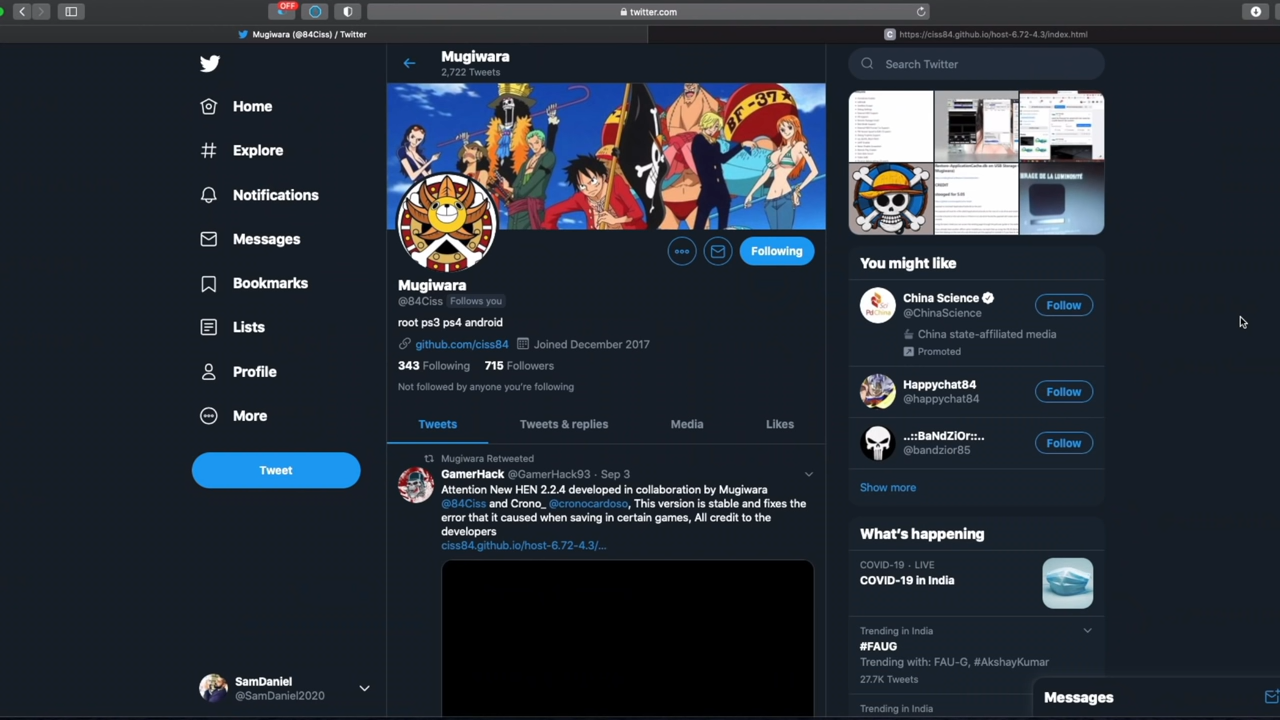 OFF
twitter.com
Mugiwara (@84Ciss) / Twitter
C https://ciss84.github.io/host-6.72-4.3/index.html
Home
Explore
Notifications
Messages
Bookmarks
Lists
Profile
More
Tweet
SamDaniel
@SamDaniel2020
Mugiwara
2,722 Tweets
Following
Mugiwara
@84Ciss Follows you
root ps3 ps4 android
github.com/ciss84 Joined December 2017
343 Following 715 Followers
Not followed by anyone you're following
Tweets Tweets & replies Media Likes
Mugiwara Retweeted
GamerHack @GamerHack93 · Sep 3
Attention New HEN 2.2.4 developed in collaboration by Mugiwara
@84Ciss and Crono_ @cronocardoso, This version is stable and fixes the
error that it caused when saving in certain games, All credit to the
developers
ciss84.github.io/host-6.72-4.3/...
Search Twitter
You might like
China Science
@ChinaScience
Follow
China state-affiliated media
Promoted
Happychat84
@happychat84
Follow
..::BaNdZiOr::..
@bandzior85
Follow
Show more
What's happening
COVID-19 · LIVE
COVID-19 in India
Trending in India
#FAUG
Trending with: FAU-G, #AkshayKumar
27.7K Tweets
Trending in India
Messages